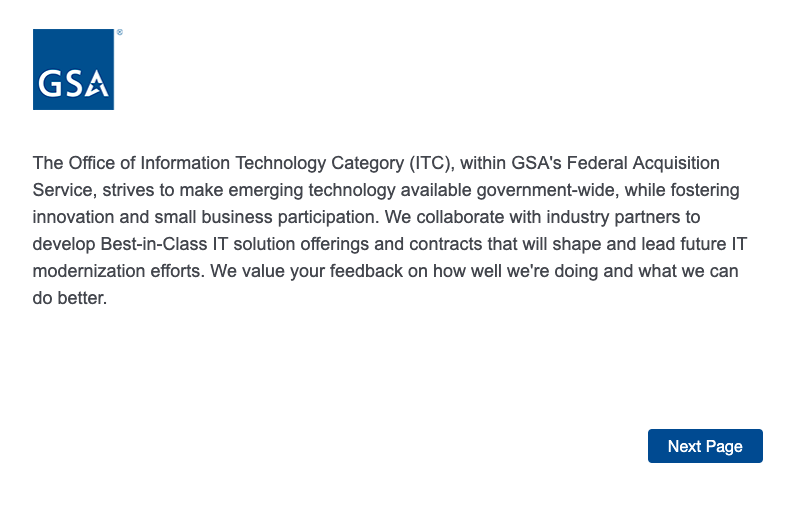 GSA®
The Office of Information Technology Category (ITC), within GSA's Federal Acquisition
Service, strives to make emerging technology available government-wide, while fostering
innovation and small business participation. We collaborate with industry partners to
develop Best-in-Class IT solution offerings and contracts that will shape and lead future IT
modernization efforts. We value your feedback on how well we're doing and what we can
do better.
Next Page